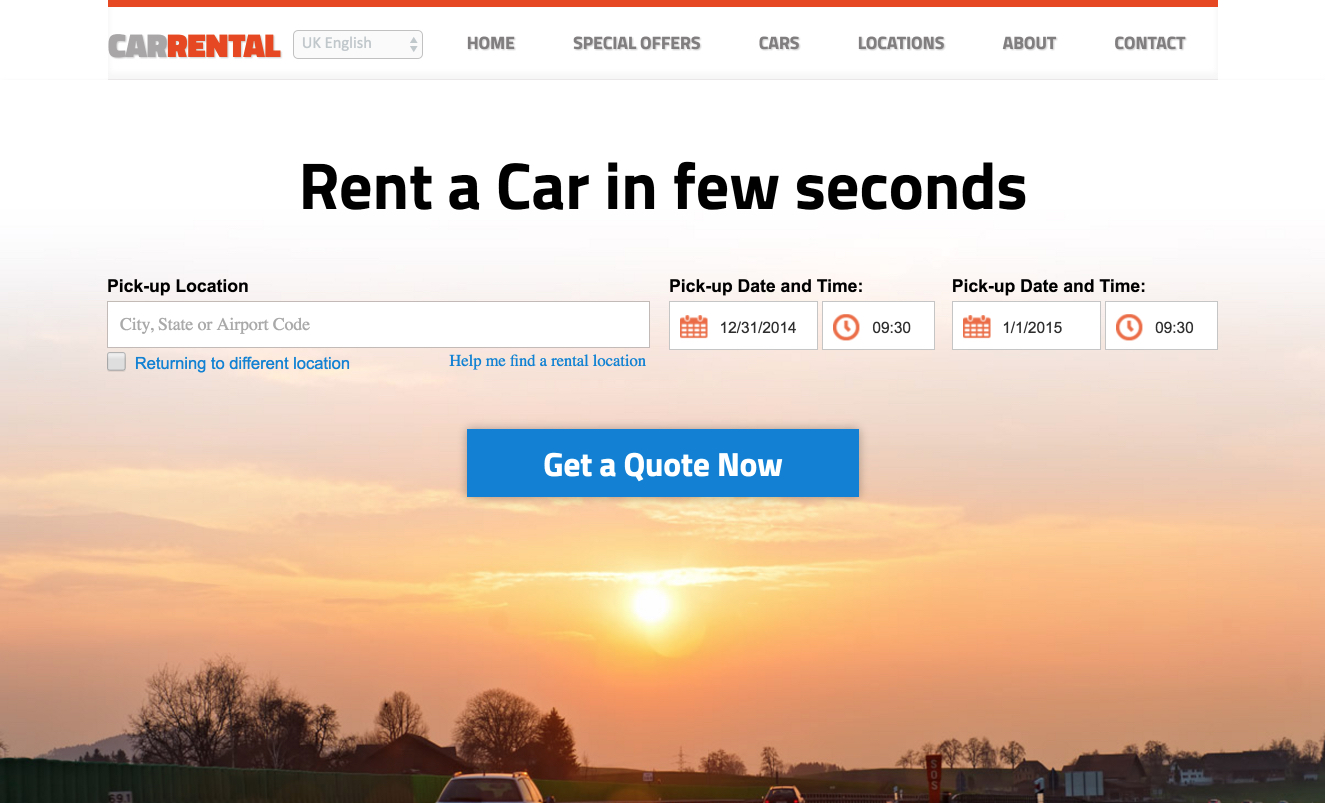 CARRENTAL UK English HOME SPECIAL OFFERS CARS LOCATIONS ABOUT CONTACT
Rent a Car in few seconds
Pick-up Location
City, State or Airport Code
Returning to different location
Help me find a rental location
Pick-up Date and Time:
12/31/2014 09:30
Pick-up Date and Time:
1/1/2015 09:30
Get a Quote Now
SOS
691